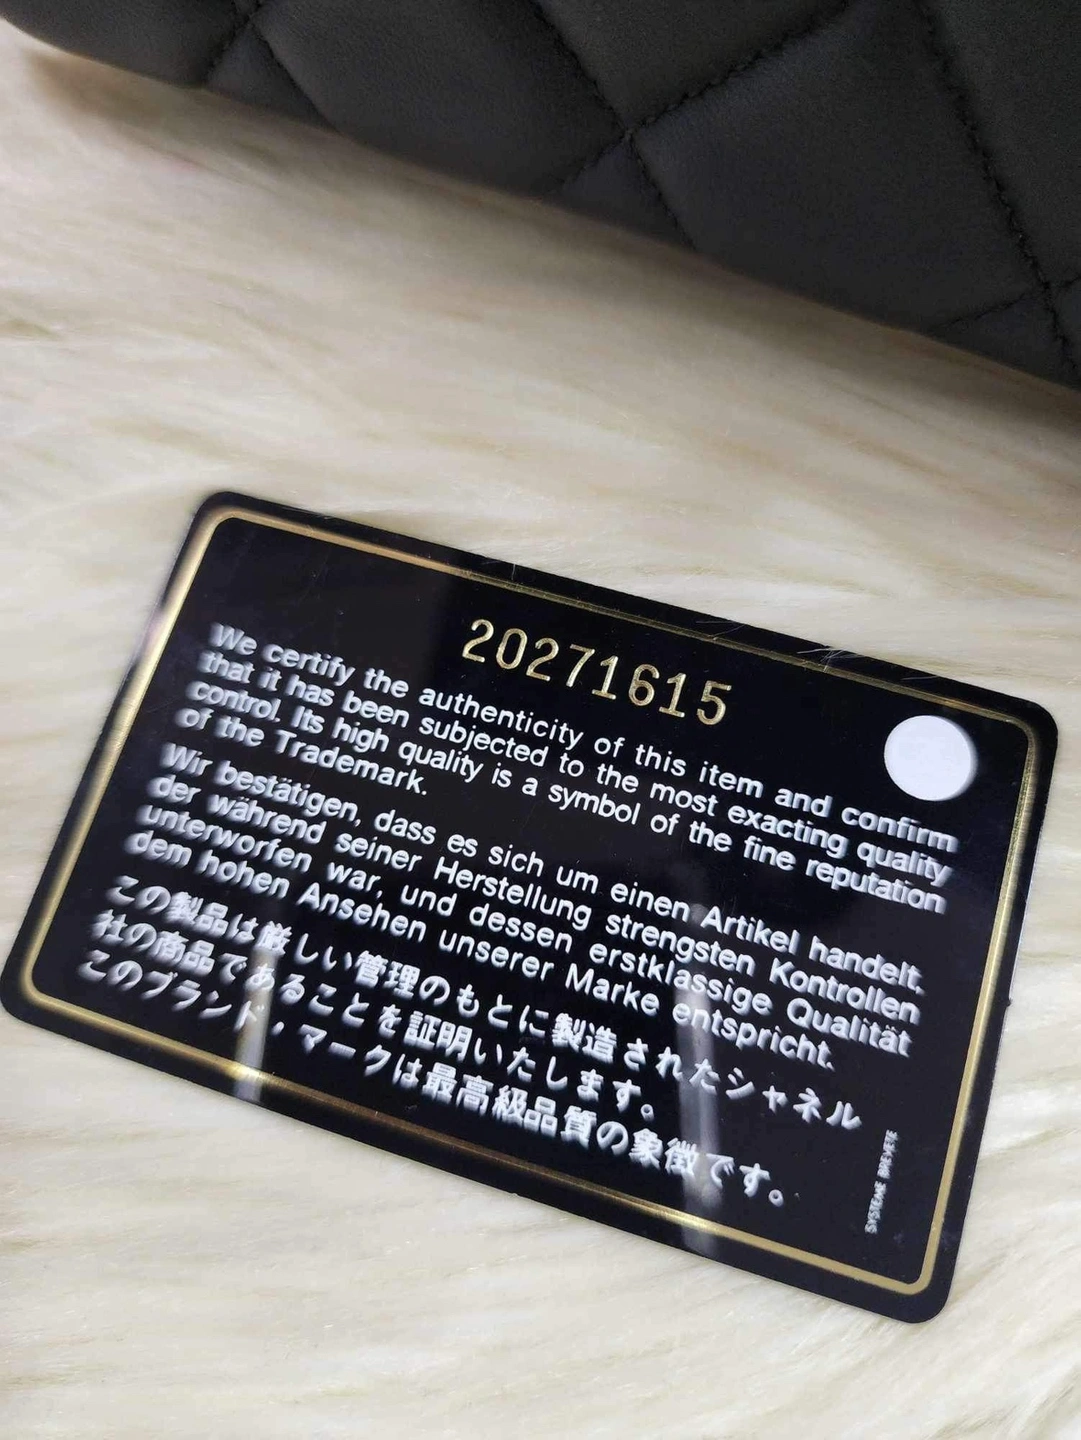 20271615
We certify the authenticity of this item and confirm
that it has been subjected to the most exacting quality
control. Its high quality is a symbol of the fine reputation
of the Trademark.
Wir bestätigen, dass es sich um einen Artikel handelt,
der während seiner Herstellung strengsten Kontrollen
unterworfen war, und dessen erstklassige Qualität
dem hohen Ansehen unserer Marke entspricht.
この製品は厳しい管理のもとに製造されたシャネル
社の商品であることを証明いたします。
このブランド・マークは最高級品質の象徴です。
SYSTEME BREVETE